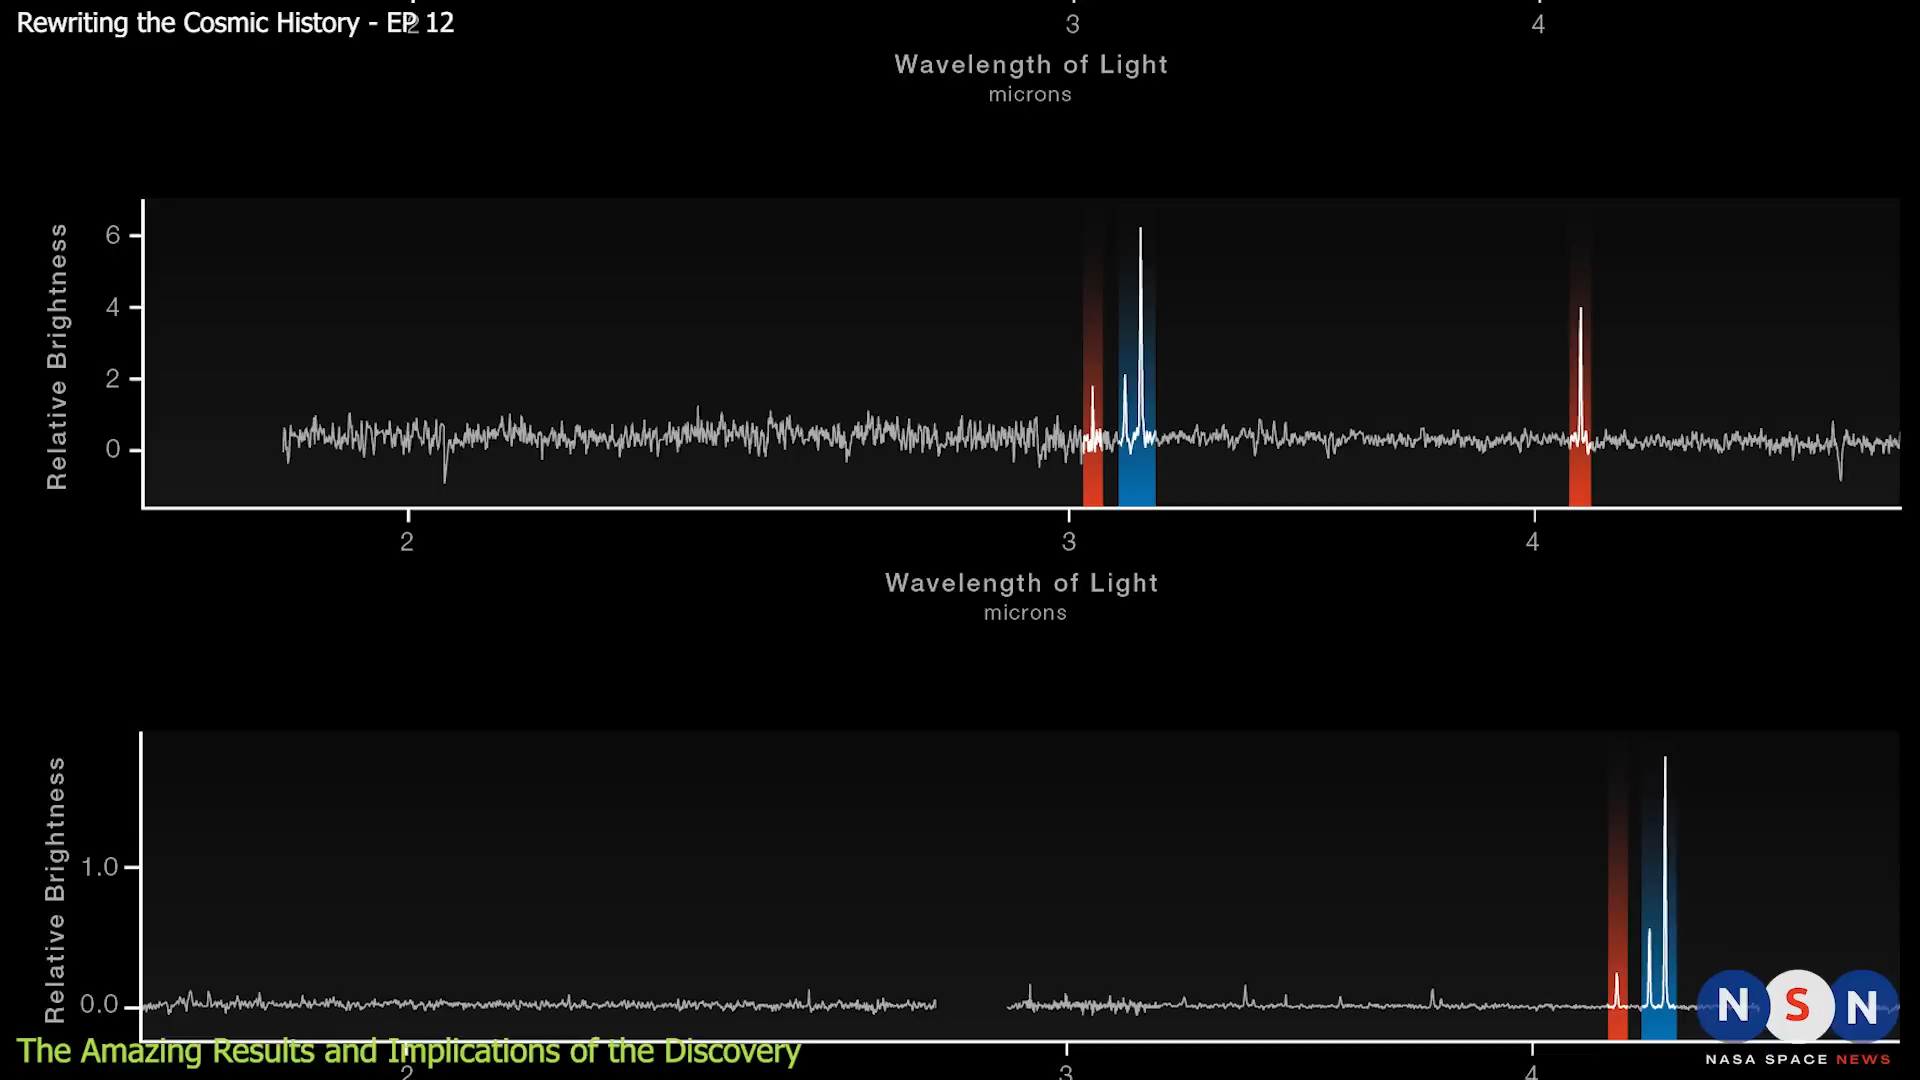 Rewriting the Cosmic History - EP 12
2 3 4
Wavelength of Light
microns
Relative Brightness
6
4
2
0
2 3 4
Wavelength of Light
microns
Relative Brightness
1.0
0.0
NSN
NASA SPACE NEWS
The Amazing Results and Implications of the Discovery
2 3 4